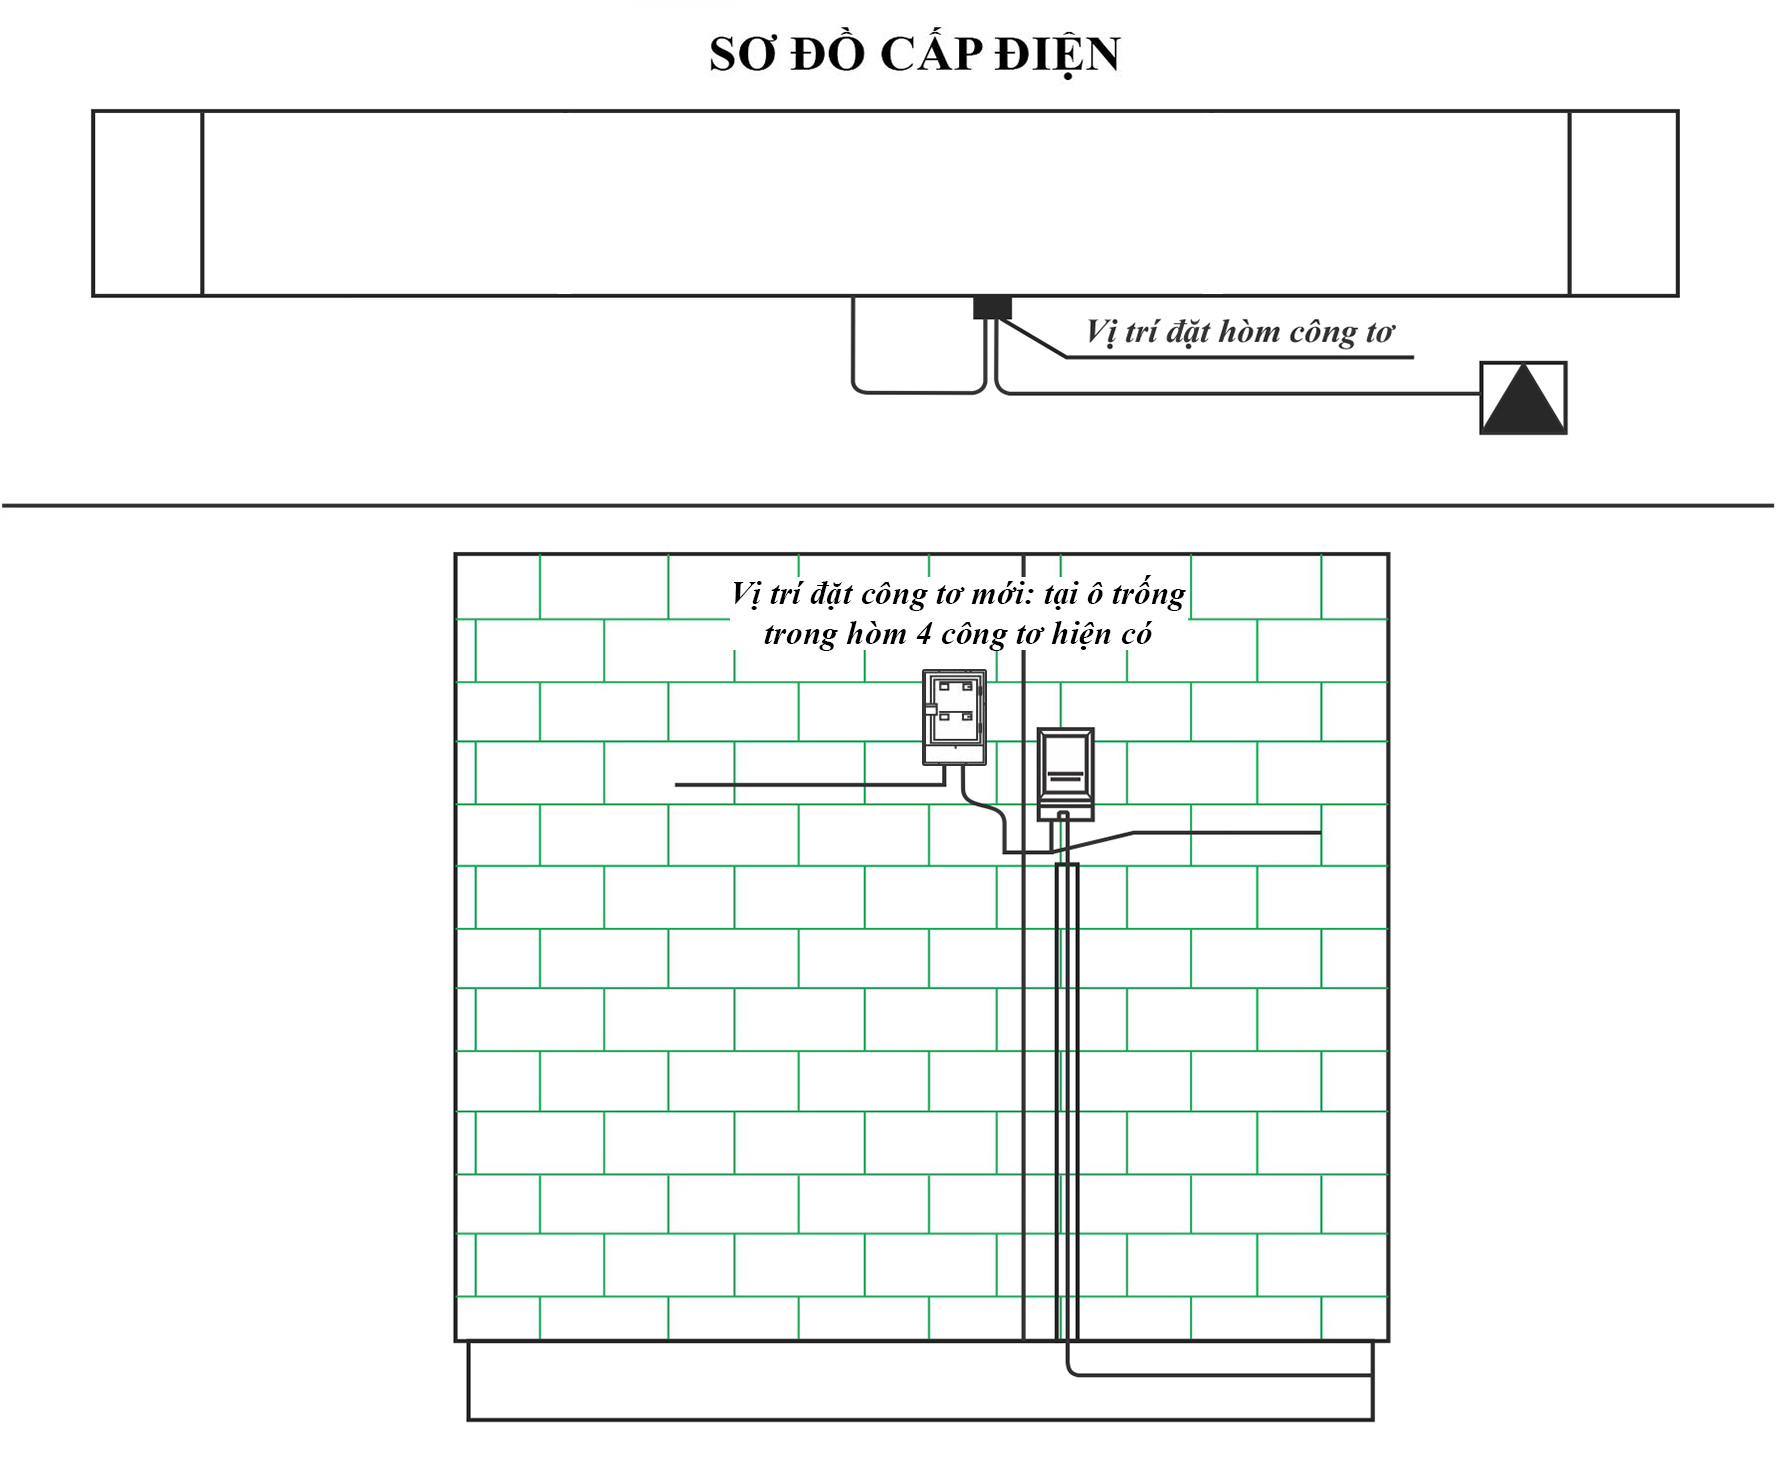 SƠ ĐỒ CẤP ĐIỆN
Vị trí đặt hòm công tơ
Vị trí đặt công tơ mới: tại ô trống
trong hòm 4 công tơ hiện có